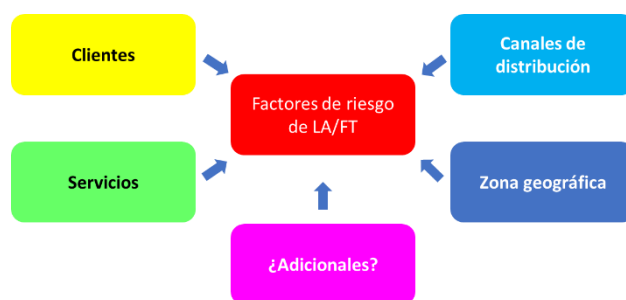 Clientes
Canales de
distribución
Factores de riesgo
de LA/FT
Servicios
Zona geográfica
¿Adicionales?